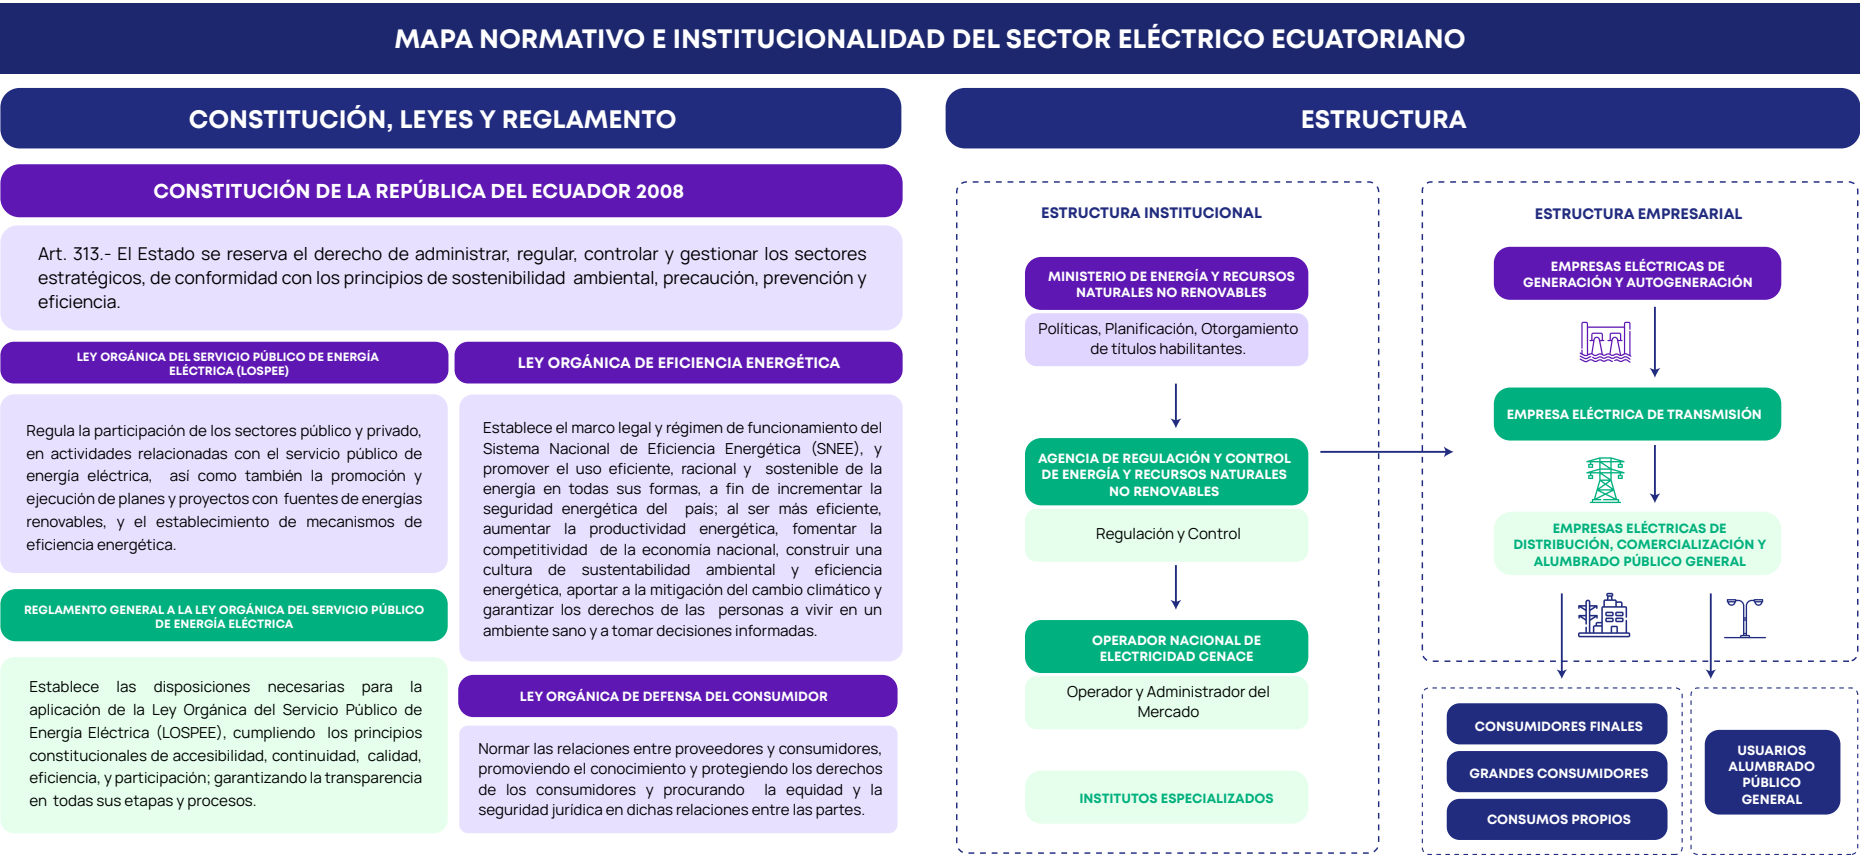 MAPA NORMATIVO E INSTITUCIONALIDAD DEL SECTOR ELÉCTRICO ECUATORIANO
CONSTITUCIÓN, LEYES Y REGLAMENTO
CONSTITUCIÓN DE LA REPÚBLICA DEL ECUADOR 2008
Art. 313.- El Estado se reserva el derecho de administrar, regular, controlar y gestionar los sectores
estratégicos, de conformidad con los principios de sostenibilidad ambiental, precaución, prevención y
eficiencia.
LEY ORGÁNICA DEL SERVICIO PÚBLICO DE ENERGÍA
ELÉCTRICA (LOSPEE)
Regula la participación de los sectores público y privado,
en actividades relacionadas con el servicio público de
energía eléctrica, así como también la promoción y
ejecución de planes y proyectos con fuentes de energías
renovables, y el establecimiento de mecanismos de
eficiencia energética.
REGLAMENTO GENERAL A LA LEY ORGÁNICA DEL SERVICIO PÚBLICO
DE ENERGÍA ELÉCTRICA
Establece las disposiciones necesarias para la
aplicación de la Ley Orgánica del Servicio Público de
Energía Eléctrica (LOSPEE), cumpliendo los principios
constitucionales de accesibilidad, continuidad, calidad,
eficiencia, y participación; garantizando la transparencia
en todas sus etapas y procesos.
LEY ORGÁNICA DE EFICIENCIA ENERGÉTICA
Establece el marco legal y régimen de funcionamiento del
Sistema Nacional de Eficiencia Energética (SNEE), y
promover el uso eficiente, racional y sostenible de la
energía en todas sus formas, a fin de incrementar la
seguridad energética del país; al ser más eficiente,
aumentar la productividad energética, fomentar la
competitividad de la economía nacional, construir una
cultura de sustentabilidad ambiental y eficiencia
energética, aportar a la mitigación del cambio climático y
garantizar los derechos de las personas a vivir en un
ambiente sano y a tomar decisiones informadas.
LEY ORGÁNICA DE DEFENSA DEL CONSUMIDOR
Normar las relaciones entre proveedores y consumidores,
promoviendo el conocimiento y protegiendo los derechos
de los consumidores y procurando la equidad y la
seguridad jurídica en dichas relaciones entre las partes.
ESTRUCTURA
ESTRUCTURA INSTITUCIONAL
MINISTERIO DE ENERGÍA Y RECURSOS
NATURALES NO RENOVABLES
Políticas, Planificación, Otorgamiento
de títulos habilitantes.
AGENCIA DE REGULACIÓN Y CONTROL
DE ENERGÍA Y RECURSOS NATURALES
NO RENOVABLES
Regulación y Control
OPERADOR NACIONAL DE
ELECTRICIDAD CENACE
Operador y Administrador del
Mercado
INSTITUTOS ESPECIALIZADOS
ESTRUCTURA EMPRESARIAL
EMPRESAS ELÉCTRICAS DE
GENERACIÓN Y AUTOGENERACIÓN
EMPRESA ELÉCTRICA DE TRANSMISIÓN
EMPRESAS ELÉCTRICAS DE
DISTRIBUCIÓN, COMERCIALIZACIÓN Y
ALUMBRADO PÚBLICO GENERAL
CONSUMIDORES FINALES
GRANDES CONSUMIDORES
CONSUMOS PROPIOS
USUARIOS
ALUMBRADO
PÚBLICO
GENERAL